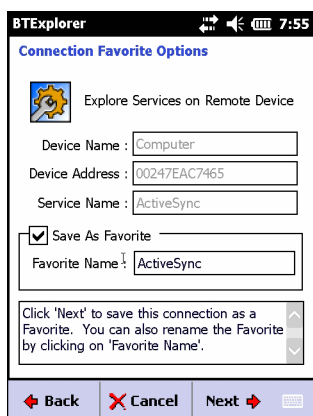 BTExplorer 7:55
Connection Favorite Options
Explore Services on Remote Device
Device Name : Computer
Device Address : 00247EAC7465
Service Name : ActiveSync
Save As Favorite
Favorite Name : ActiveSync
Click 'Next' to save this connection as a
Favorite. You can also rename the Favorite
by clicking on 'Favorite Name'.
Back Cancel Next